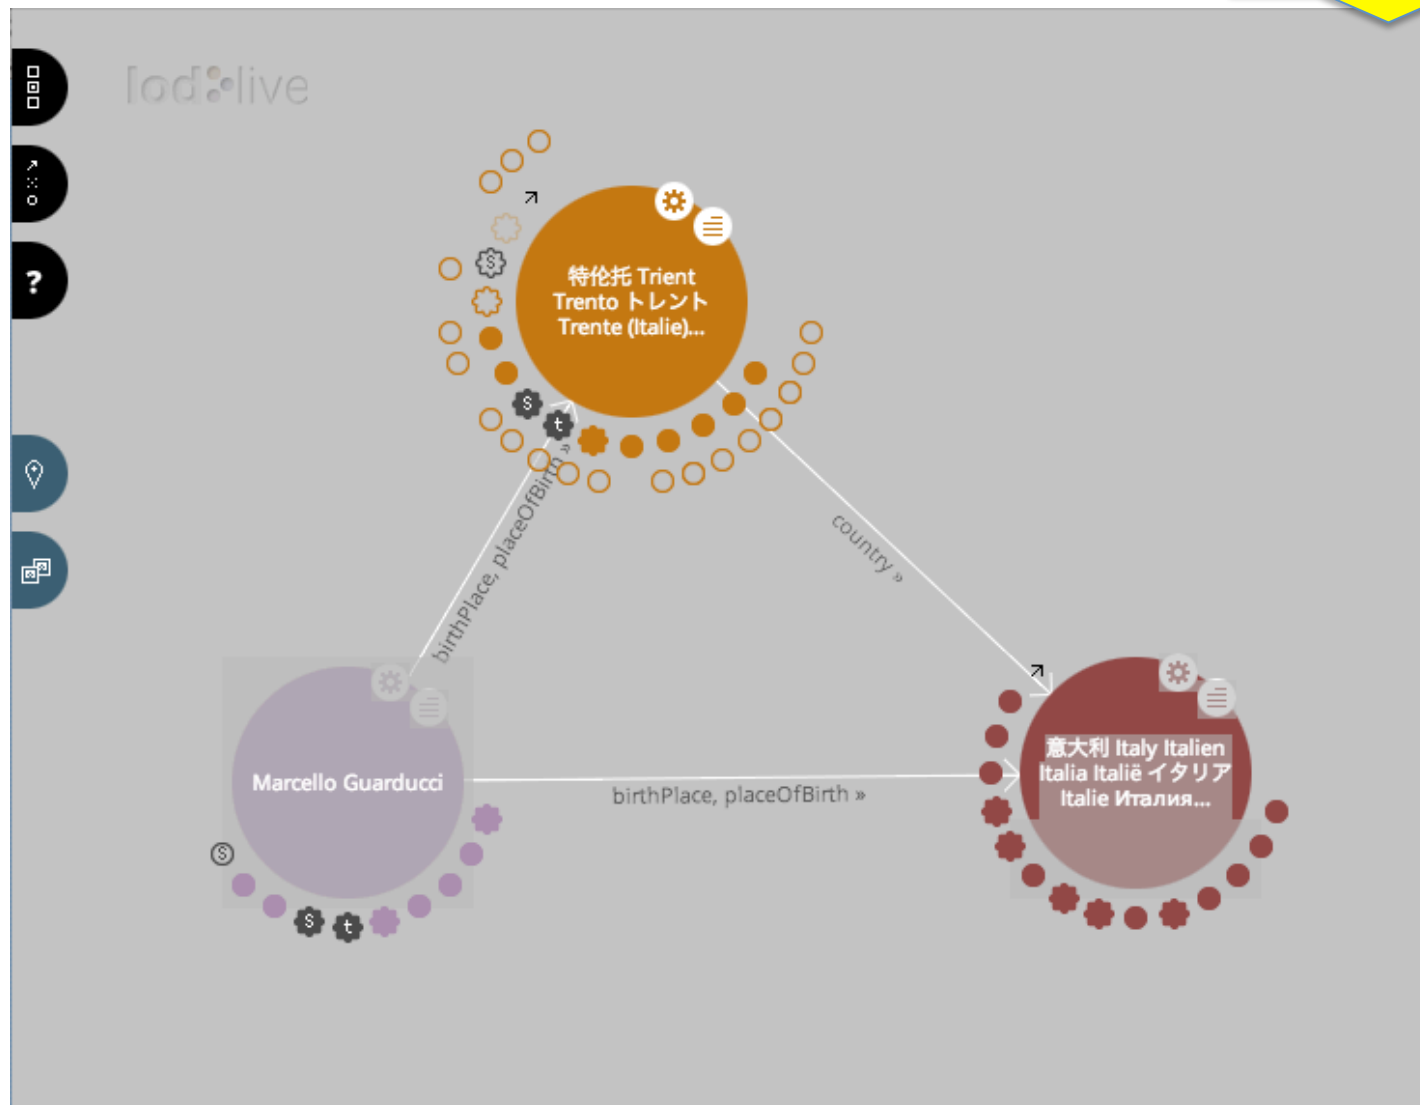 lod live
?
特伦托 Trient
Trento トレント
Trente (Italie)...
S
S
t
birthPlace, placeOfBirth »
country »
Marcello Guarducci
birthPlace, placeOfBirth »
意大利 Italy Italien
Italia Italië イタリア
Italie Италия...
S
S
t